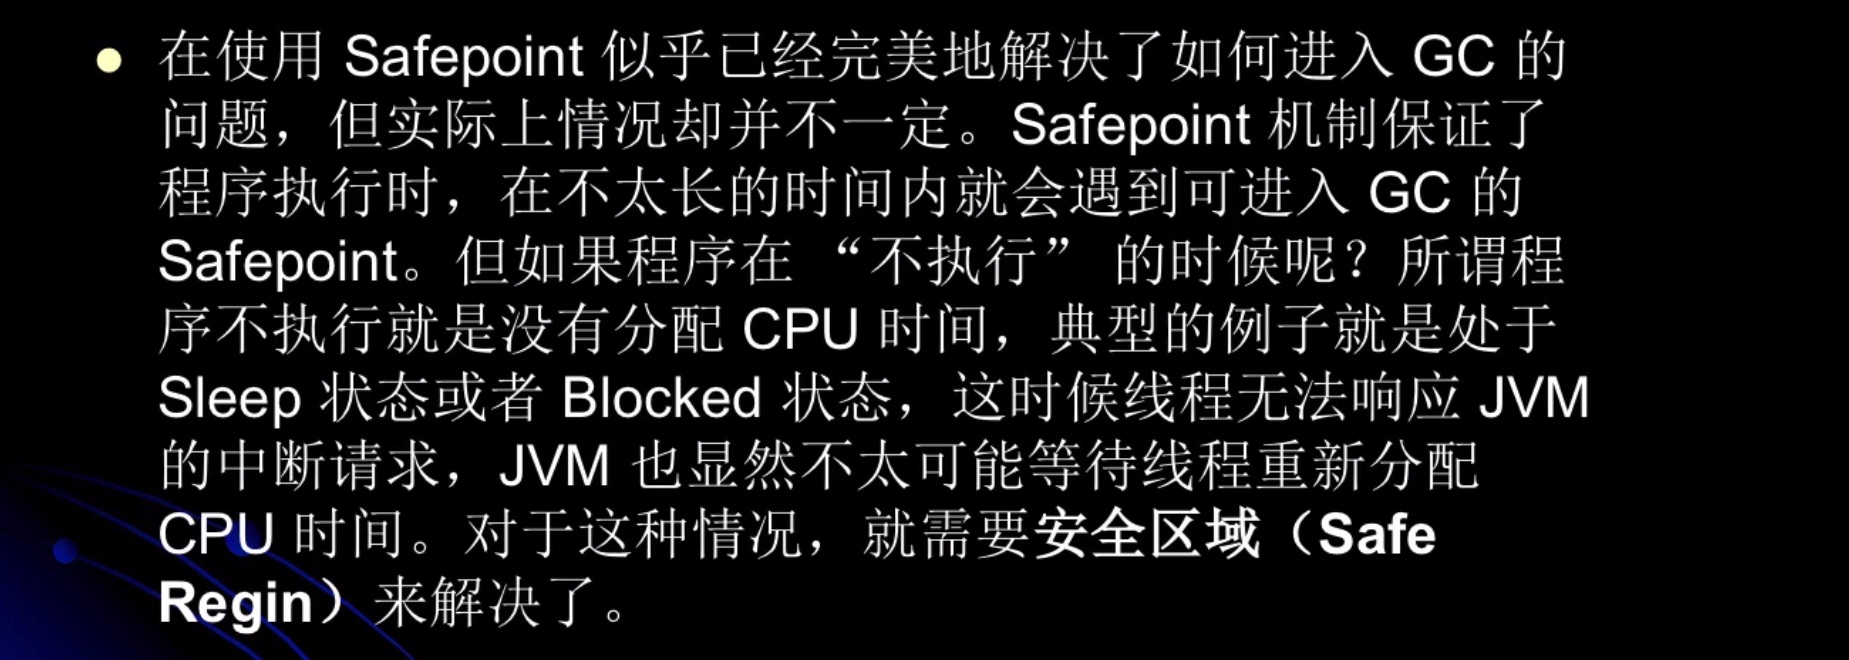 在使用 Safepoint 似乎已经完美地解决了如何进入 GC 的
问题，但实际上情况却并不一定。Safepoint 机制保证了
程序执行时，在不太长的时间内就会遇到可进入 GC 的
Safepoint。但如果程序在 “不执行” 的时候呢？所谓程
序不执行就是没有分配 CPU 时间，典型的例子就是处于
Sleep 状态或者 Blocked 状态，这时候线程无法响应 JVM
的中断请求，JVM 也显然不太可能等待线程重新分配
CPU 时间。对于这种情况，就需要安全区域（Safe
Regin）来解决了。